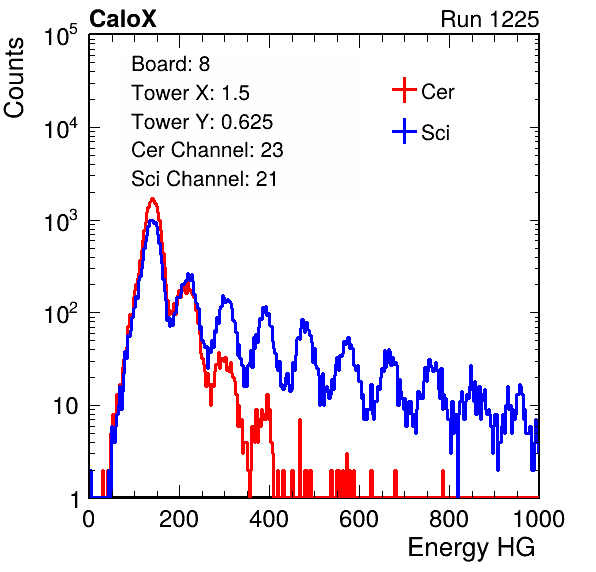 CaloX Run 1225
Counts
10^5
10^4
10^3
10^2
10
1
Board: 8
Tower X: 1.5
Tower Y: 0.625
Cer Channel: 23
Sci Channel: 21
Cer
Sci
0 200 400 600 800 1000
Energy HG